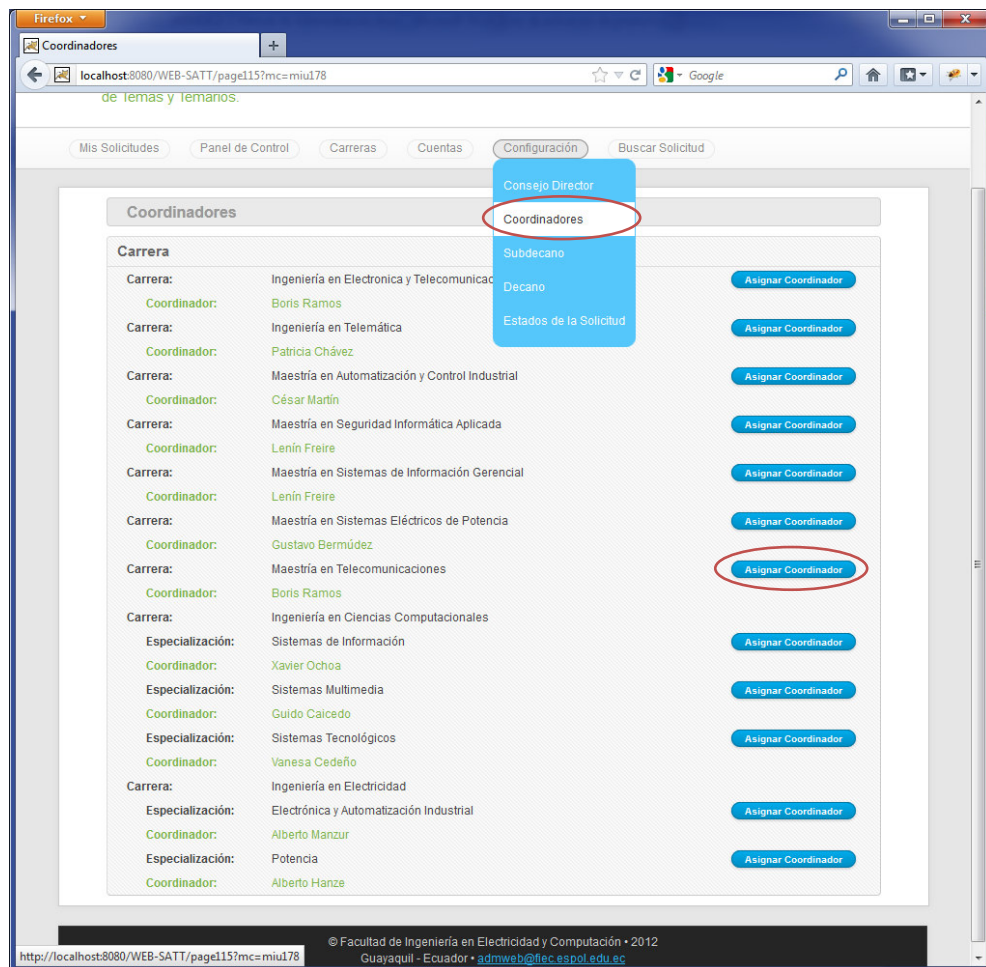 Firefox
Coordinadores
localhost:8080/WEB-SATT/page115?mc=miu178
Google
de Temas y Temarios.
Mis Solicitudes Panel de Control Carreras Cuentas Configuración Buscar Solicitud
Consejo Director
Coordinadores
Subdecano
Decano
Estados de la Solicitud
Coordinadores
Carrera
Carrera: Ingeniería en Electronica y Telecomunicac Asignar Coordinador
Coordinador: Boris Ramos
Carrera: Ingeniería en Telemática Asignar Coordinador
Coordinador: Patricia Chávez
Carrera: Maestría en Automatización y Control Industrial Asignar Coordinador
Coordinador: César Martín
Carrera: Maestría en Seguridad Informática Aplicada Asignar Coordinador
Coordinador: Lenín Freire
Carrera: Maestría en Sistemas de Información Gerencial Asignar Coordinador
Coordinador: Lenín Freire
Carrera: Maestría en Sistemas Eléctricos de Potencia Asignar Coordinador
Coordinador: Gustavo Bermúdez
Carrera: Maestría en Telecomunicaciones Asignar Coordinador
Coordinador: Boris Ramos
Carrera: Ingeniería en Ciencias Computacionales
Especialización: Sistemas de Información Asignar Coordinador
Coordinador: Xavier Ochoa
Especialización: Sistemas Multimedia Asignar Coordinador
Coordinador: Guido Caicedo
Especialización: Sistemas Tecnológicos Asignar Coordinador
Coordinador: Vanesa Cedeño
Carrera: Ingeniería en Electricidad
Especialización: Electrónica y Automatización Industrial Asignar Coordinador
Coordinador: Alberto Manzur
Especialización: Potencia Asignar Coordinador
Coordinador: Alberto Hanze
© Facultad de Ingeniería en Electricidad y Computación • 2012
Guayaquil - Ecuador • admweb@fiec.espol.edu.ec
http://localhost:8080/WEB-SATT/page115?mc=miu178